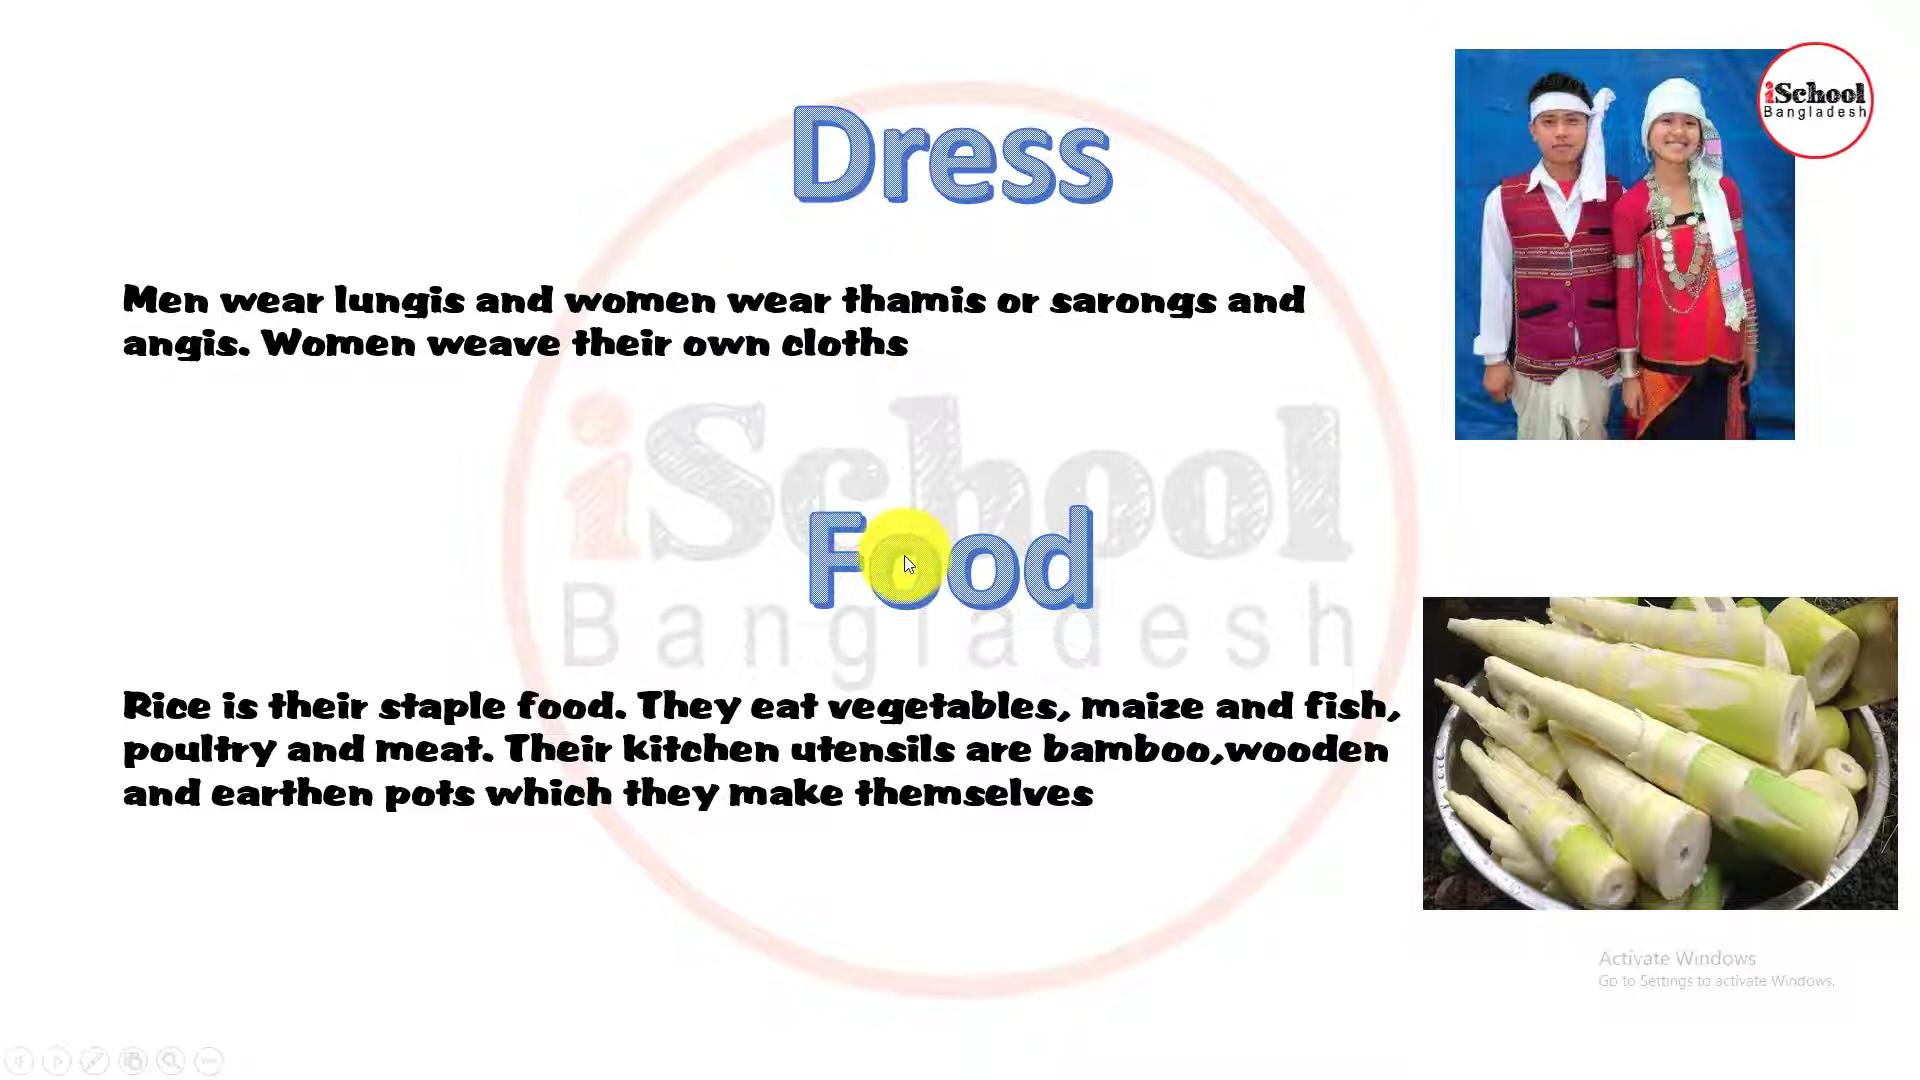 iSchool
Bangladesh
Dress
Men wear lungis and women wear thamis or sarongs and
angis. Women weave their own cloths
iSchool
Food
Bangladesh
Rice is their staple food. They eat vegetables, maize and fish,
poultry and meat. Their kitchen utensils are bamboo,wooden
and earthen pots which they make themselves
Activate Windows
Go to Settings to activate Windows.